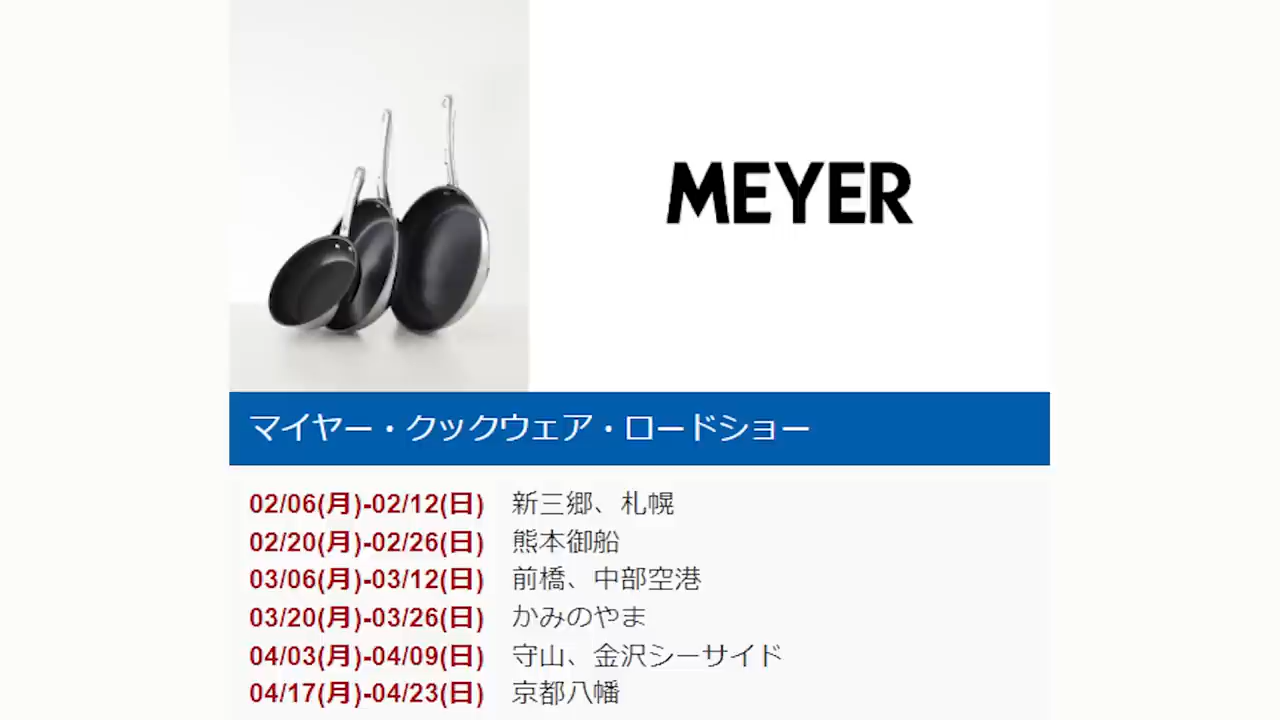 MEYER
マイヤー・クックウェア・ロードショー
02/06(月)-02/12(日) 新三郷、札幌
02/20(月)-02/26(日) 熊本御船
03/06(月)-03/12(日) 前橋、中部空港
03/20(月)-03/26(日) かみのやま
04/03(月)-04/09(日) 守山、金沢シーサイド
04/17(月)-04/23(日) 京都八幡